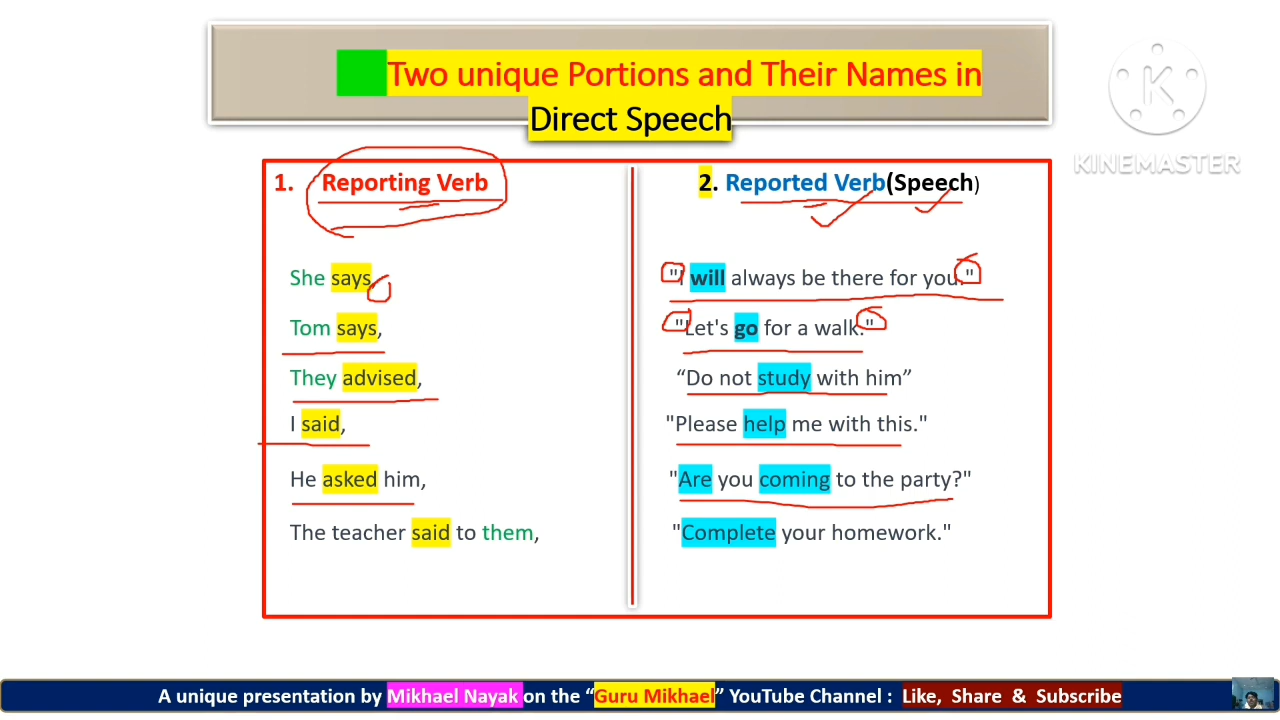 Two unique Portions and Their Names in
Direct Speech
K
KINEMASTER
1. Reporting Verb
2. Reported Verb(Speech)
She says,
"I will always be there for you."
Tom says,
"Let's go for a walk."
They advised,
“Do not study with him”
I said,
"Please help me with this."
He asked him,
"Are you coming to the party?"
The teacher said to them,
"Complete your homework."
A unique presentation by Mikhael Nayak on the “Guru Mikhael” YouTube Channel : Like, Share & Subscribe